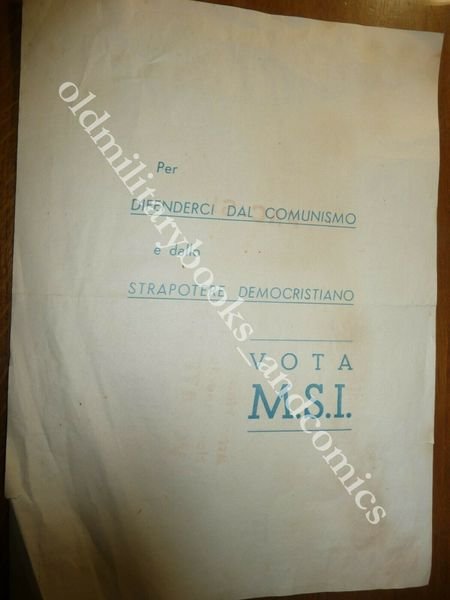 Per
DIFENDERCI DAL COMUNISMO
e dallo
STRAPOTERE DEMOCRISTIANO
VOTA
M.S.I.
oldmilitarybooks_andcomics